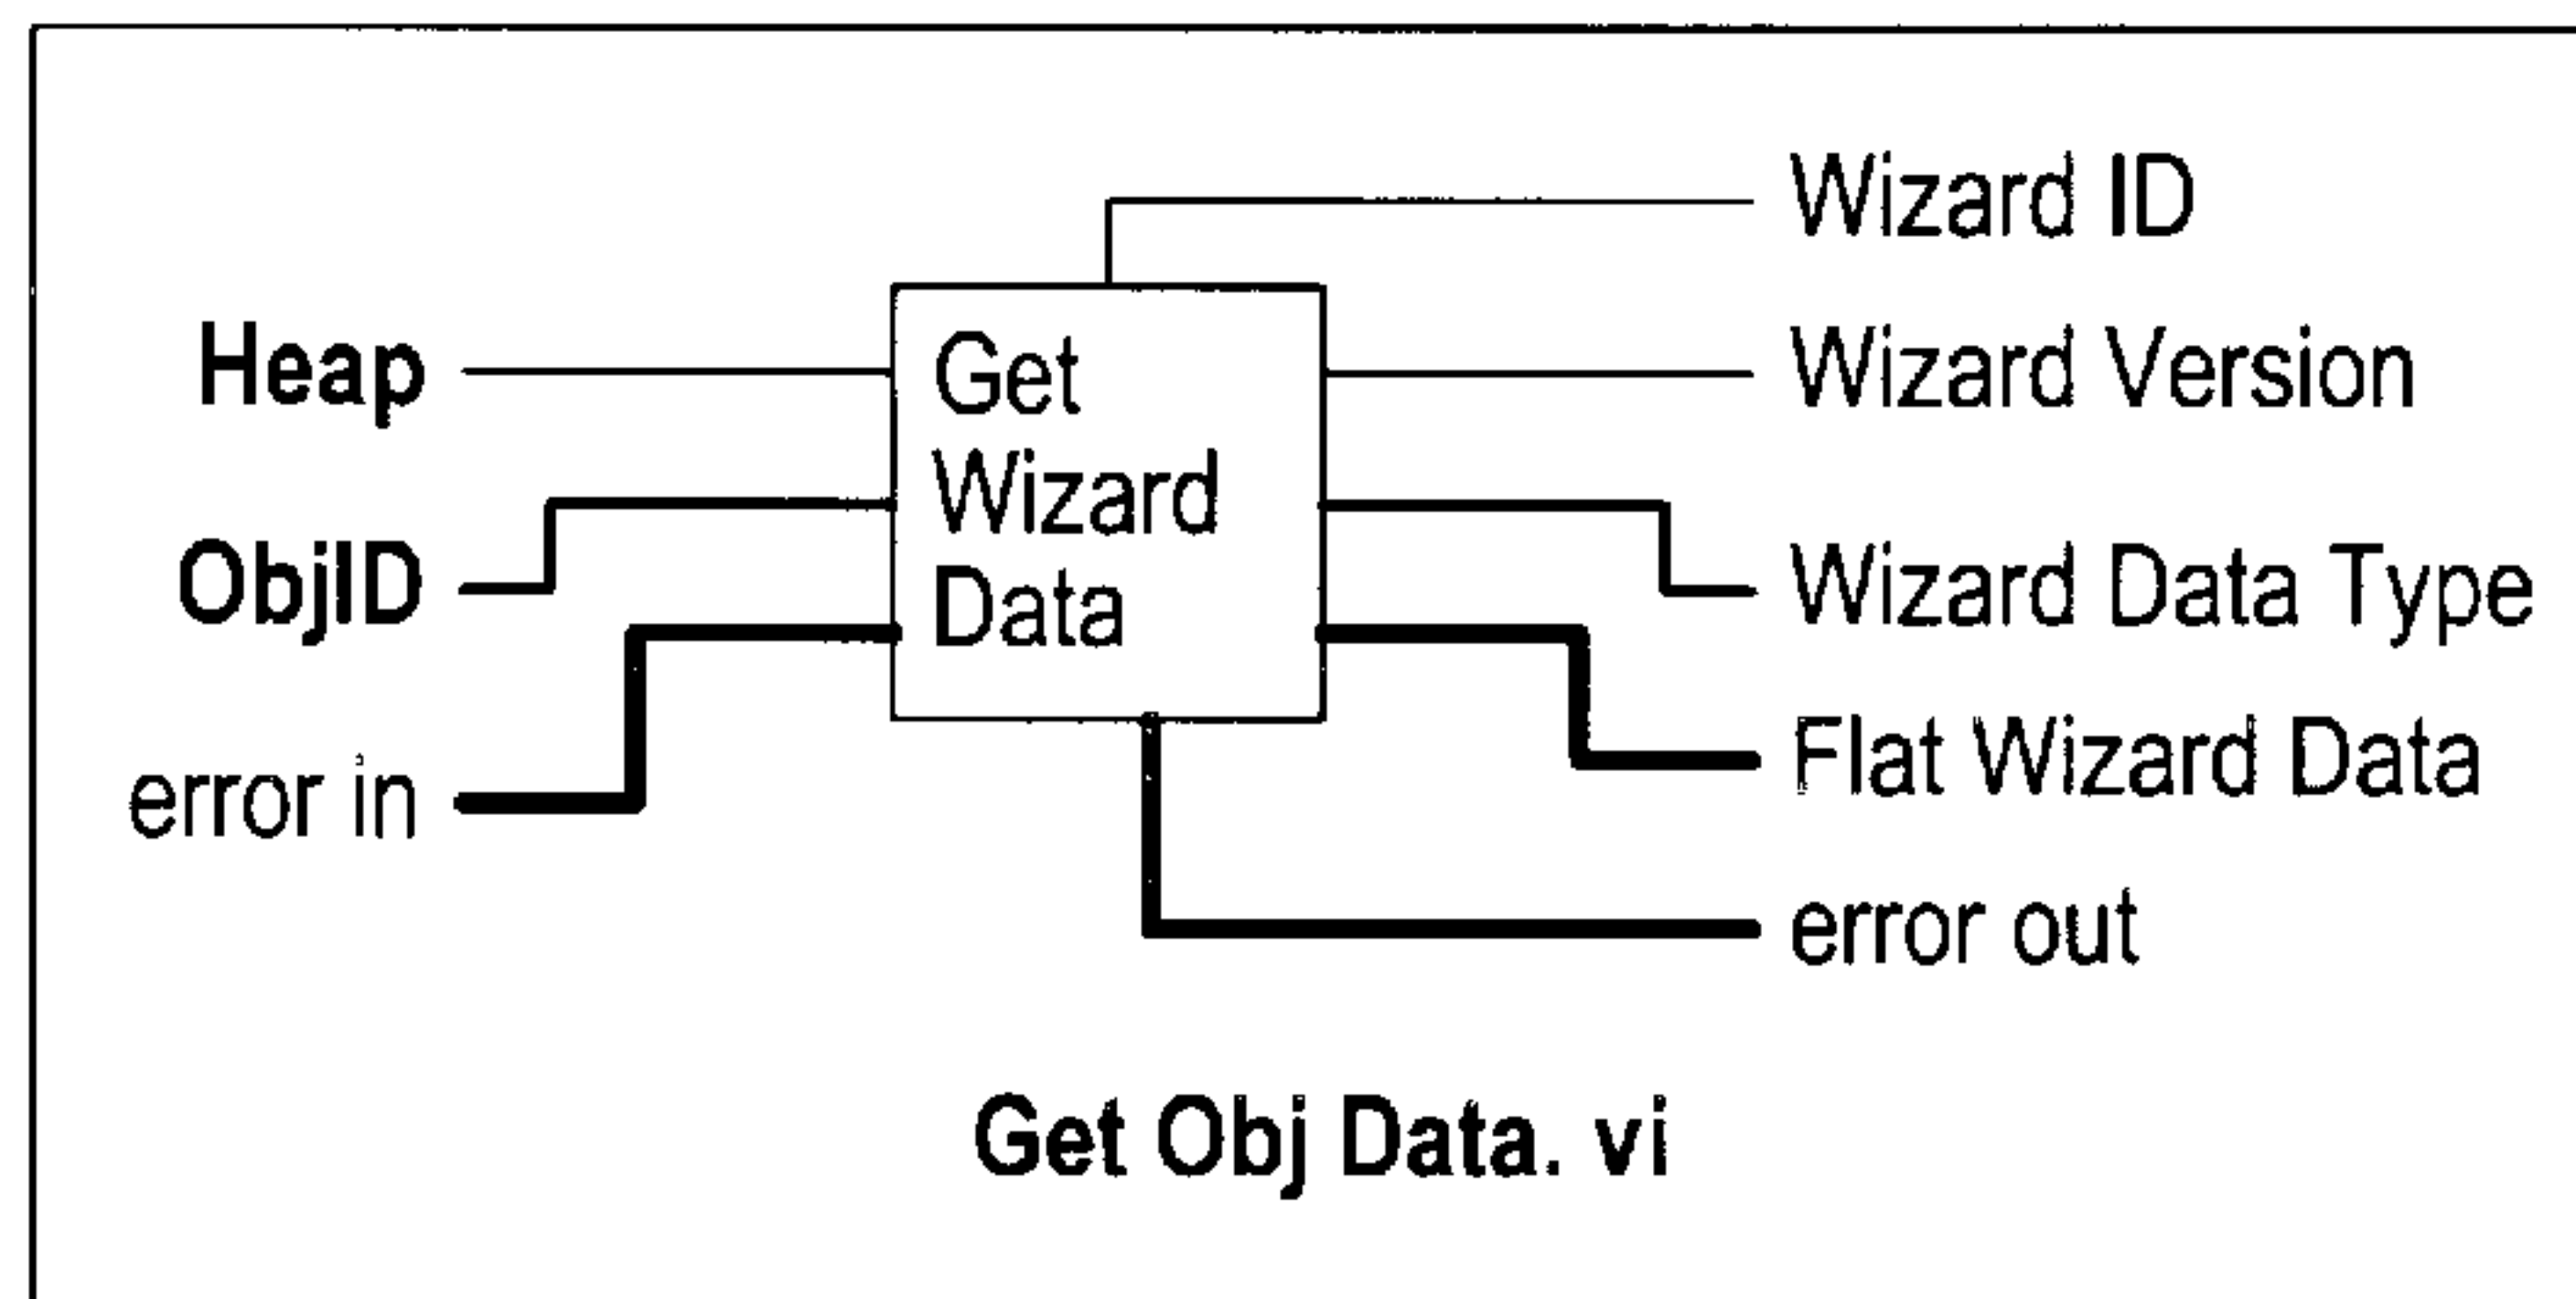 Wizard ID
Heap
Get
Wizard Version
Wizard
ObjID
Data
Wizard Data Type
error in
Flat Wizard Data
error out
Get Obj Data. vi